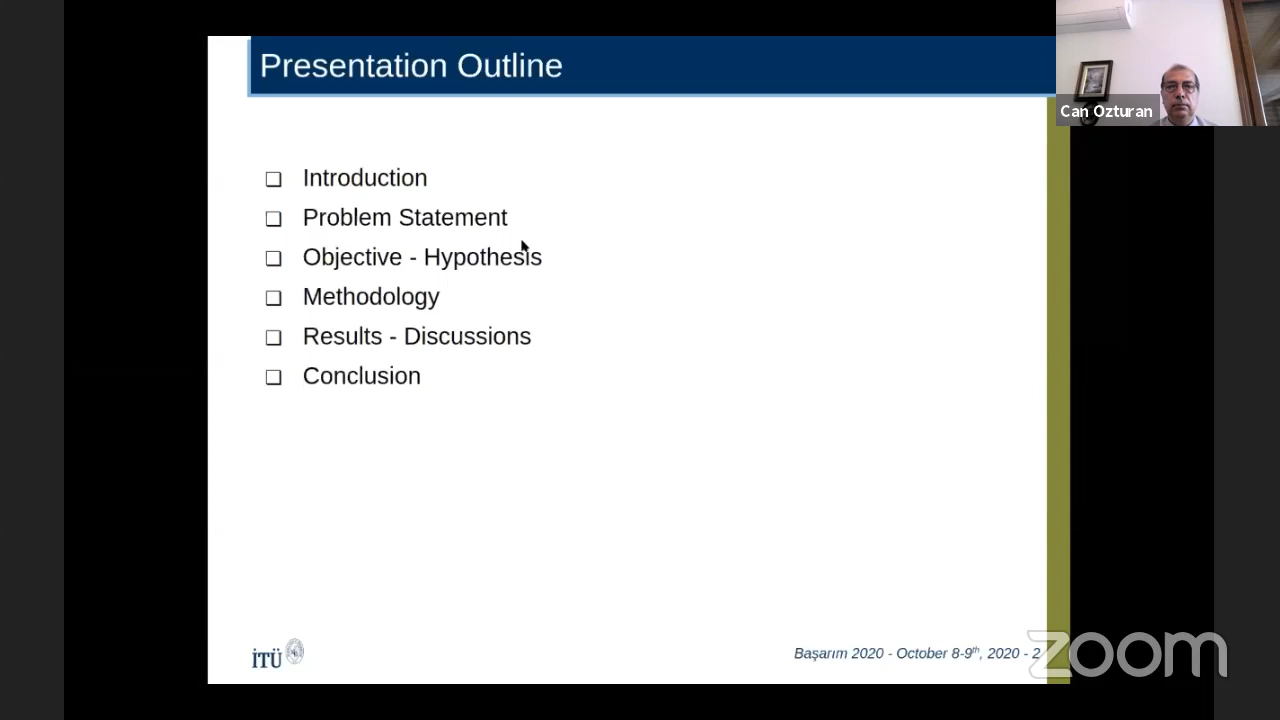 Presentation Outline
Can Ozturan
❏ Introduction
❏ Problem Statement
❏ Objective - Hypothesis
❏ Methodology
❏ Results - Discussions
❏ Conclusion
İTÜ
Başarım 2020 - October 8-9th, 2020 - 2
zoom